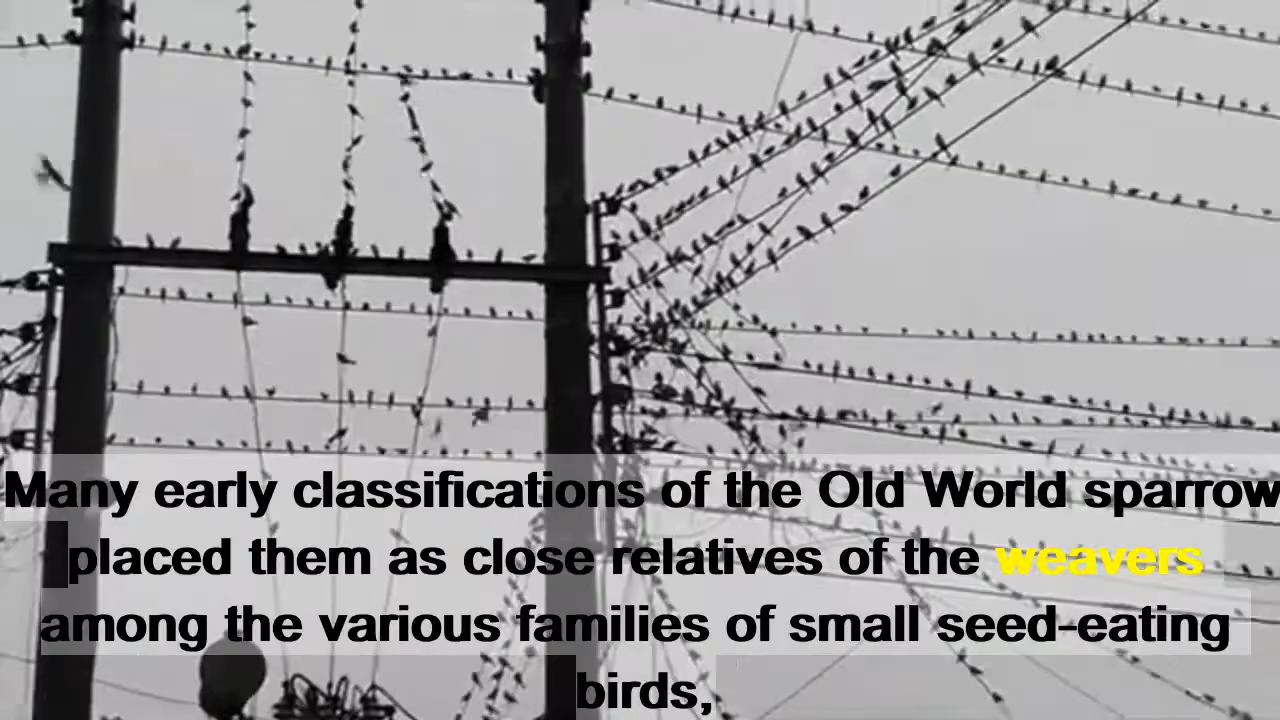 Many early classifications of the Old World sparrow
placed them as close relatives of the weavers
among the various families of small seed-eating
birds,